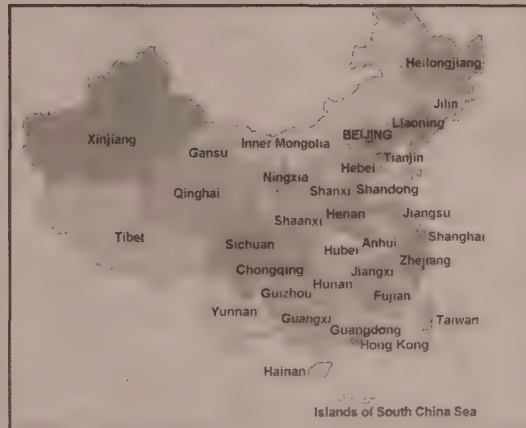 Heilongjiang
Jilin
Liaoning
BEIJING
Inner Mongolia
Xinjiang
Gansu
Tianjin
Hebei
Ningxia
Qinghai
Shanxi
Shandong
Henan
Jiangsu
Shaanxi
Tibet
Shanghai
Sichuan
Anhui
Hubei
Zhejiang
Chongqing
Jiangxi
Hunan
Guizhou
Fujian
Yunnan
Guangxi
Taiwan
Guangdong
Hong Kong
Hainan
Islands of South China Sea